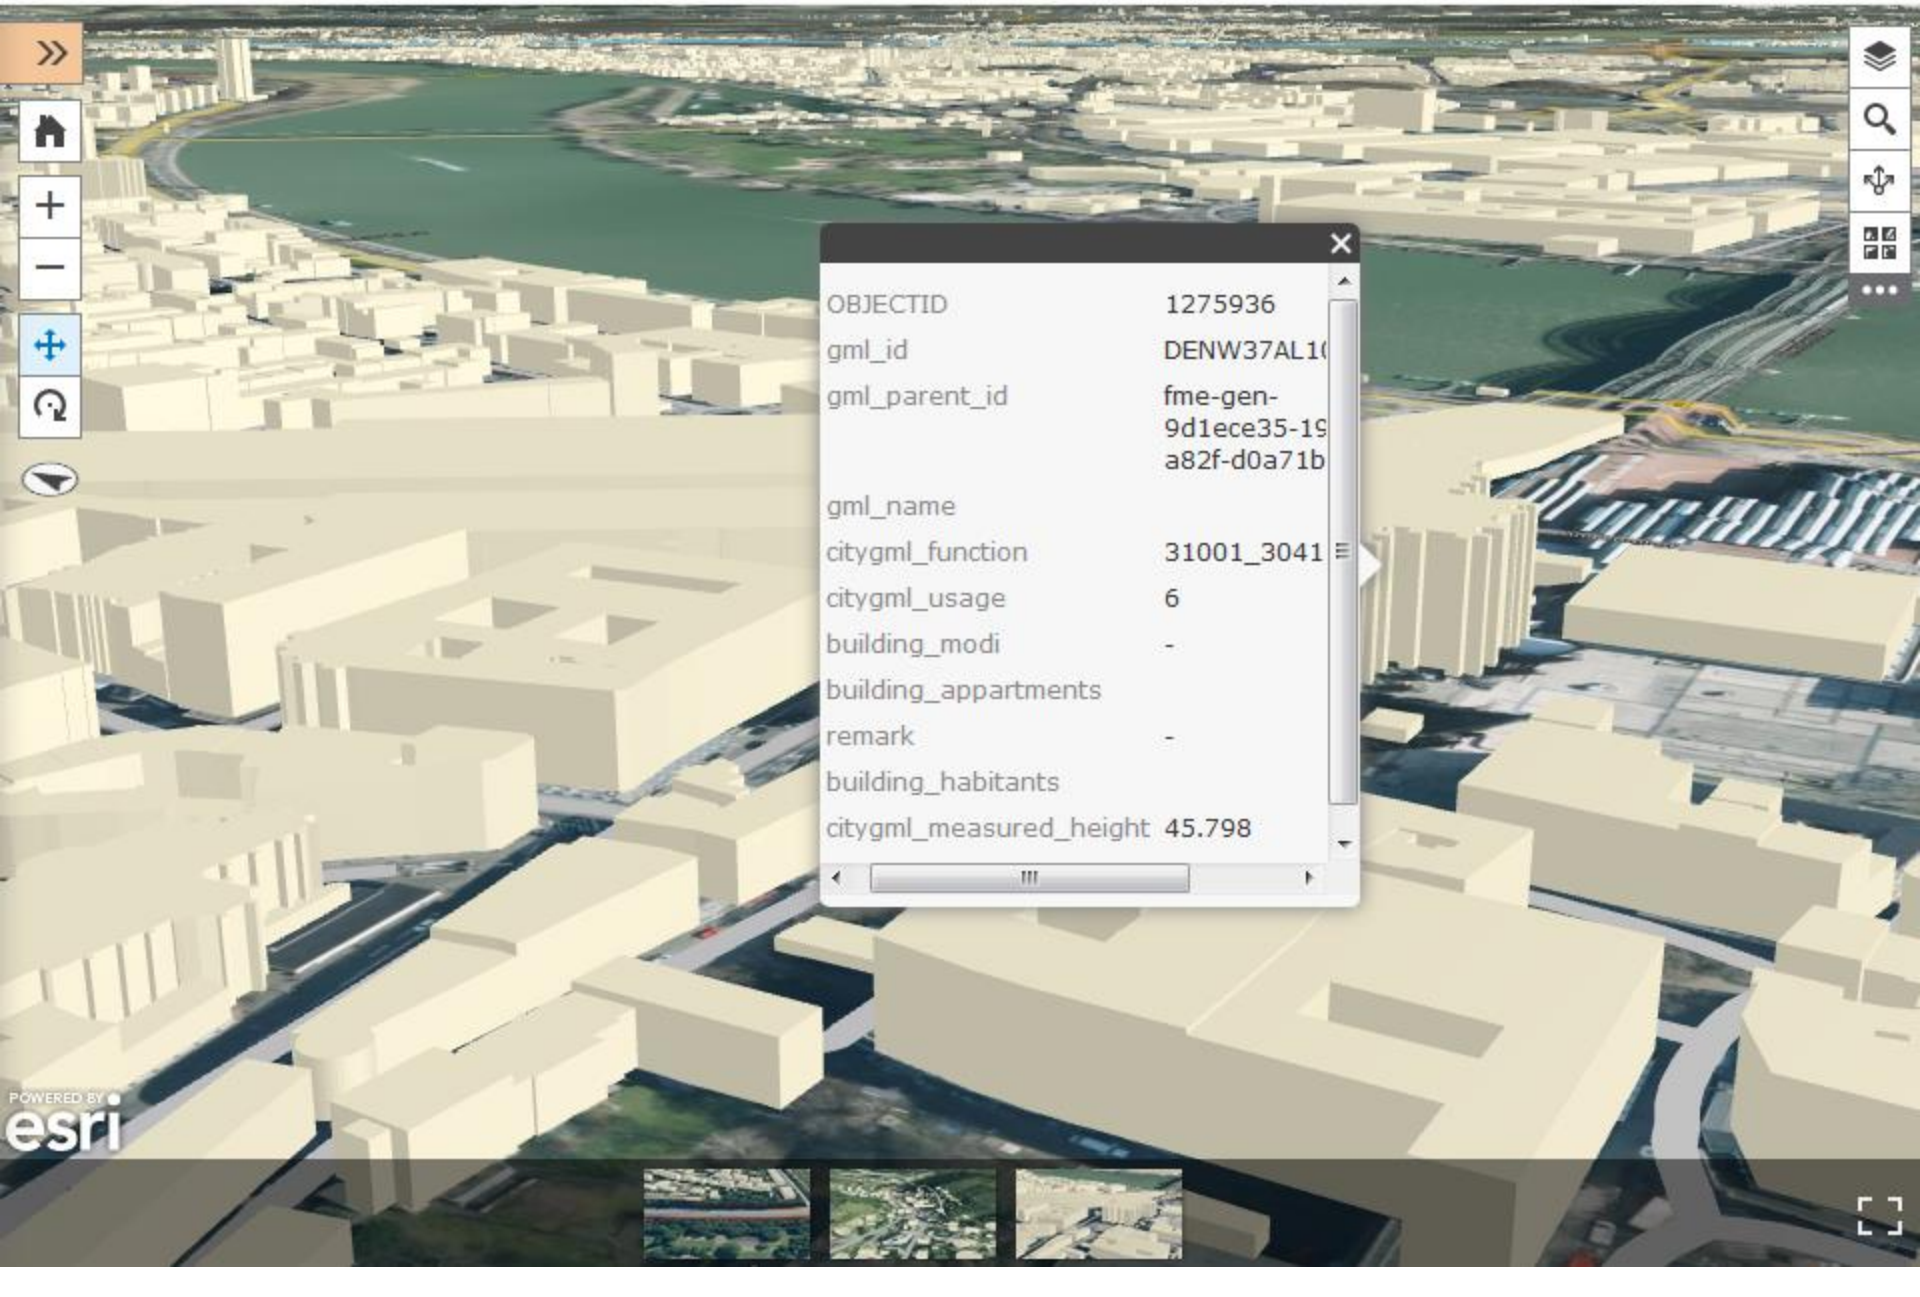 OBJECTID 1275936
gml_id DENW37AL1
gml_parent_id fme-gen-
9d1ece35-19
a82f-d0a71b
gml_name
citygml_function 31001_3041
citygml_usage 6
building_modi -
building_appartments
remark -
building_habitants
citygml_measured_height 45.798
POWERED BY
esri